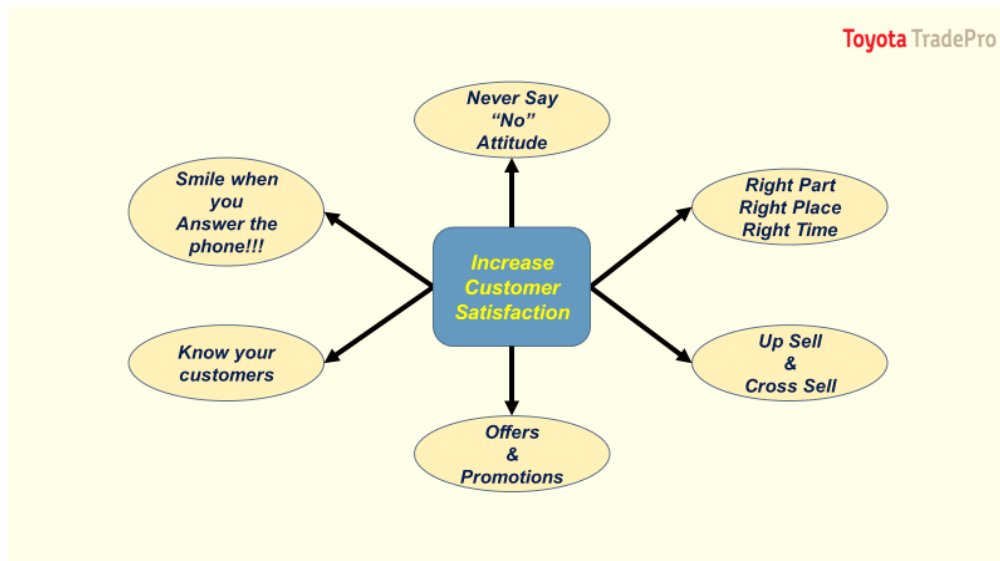 Toyota TradePro
Never Say
“No”
Attitude
Smile when
you
Answer the
phone!!!
Right Part
Right Place
Right Time
Increase
Customer
Satisfaction
Know your
customers
Up Sell
&
Cross Sell
Offers
&
Promotions